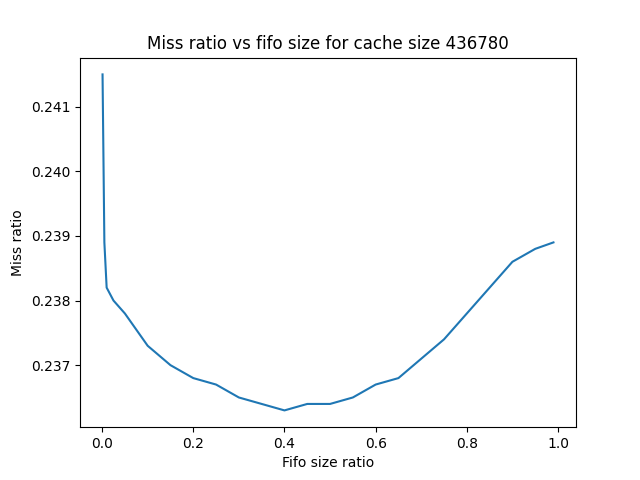 Miss ratio vs fifo size for cache size 436780
0.241
0.240
0.239
0.238
0.237
Miss ratio
0.0 0.2 0.4 0.6 0.8 1.0
Fifo size ratio